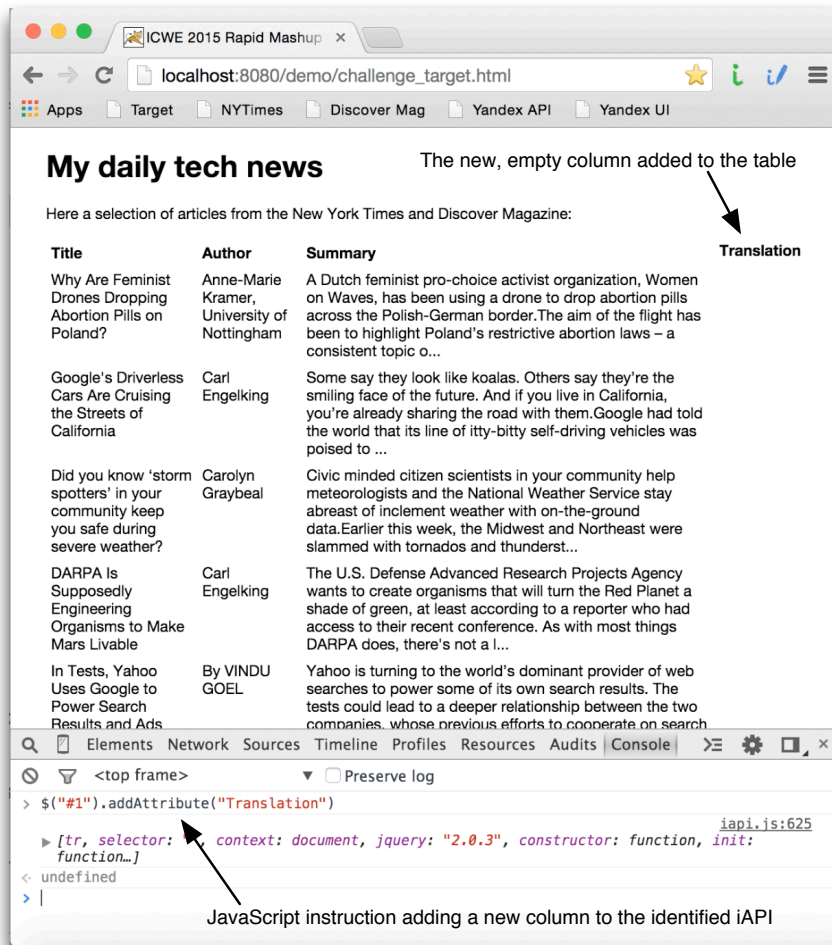 ICWE 2015 Rapid Mashup ×
localhost:8080/demo/challenge_target.html
Apps Target NYTimes Discover Mag Yandex API Yandex UI
My daily tech news
The new, empty column added to the table
Here a selection of articles from the New York Times and Discover Magazine:
Title Author Summary Translation
Why Are Feminist Anne-Marie A Dutch feminist pro-choice activist organization, Women
Drones Dropping Kramer, on Waves, has been using a drone to drop abortion pills
Abortion Pills on University of across the Polish-German border.The aim of the flight has
Poland? Nottingham been to highlight Poland's restrictive abortion laws – a
consistent topic o...
Google's Driverless Carl Some say they look like koalas. Others say they're the
Cars Are Cruising Engelking smiling face of the future. And if you live in California,
the Streets of you're already sharing the road with them.Google had told
California the world that its line of itty-bitty self-driving vehicles was
poised to ...
Did you know ‘storm Carolyn Civic minded citizen scientists in your community help
spotters’ in your Graybeal meteorologists and the National Weather Service stay
community keep abreast of inclement weather with on-the-ground
you safe during data.Earlier this week, the Midwest and Northeast were
severe weather? slammed with tornados and thunderst...
DARPA Is Carl The U.S. Defense Advanced Research Projects Agency
Supposedly Engelking wants to create organisms that will turn the Red Planet a
Engineering shade of green, at least according to a reporter who had
Organisms to Make access to their recent conference. As with most things
Mars Livable DARPA does, there's not a l...
In Tests, Yahoo By VINDU Yahoo is turning to the world's dominant provider of web
Uses Google to GOEL searches to power some of its own search results. The
Power Search tests could lead to a deeper relationship between the two
Results and Ads companies, whose previous efforts to cooperate on search
Elements Network Sources Timeline Profiles Resources Audits Console
<top frame> Preserve log
> $("#1").addAttribute("Translation")
iapi.js:625
[tr, selector: , context: document, jquery: "2.0.3", constructor: function, init:
function…]
undefined
>
JavaScript instruction adding a new column to the identified iAPI